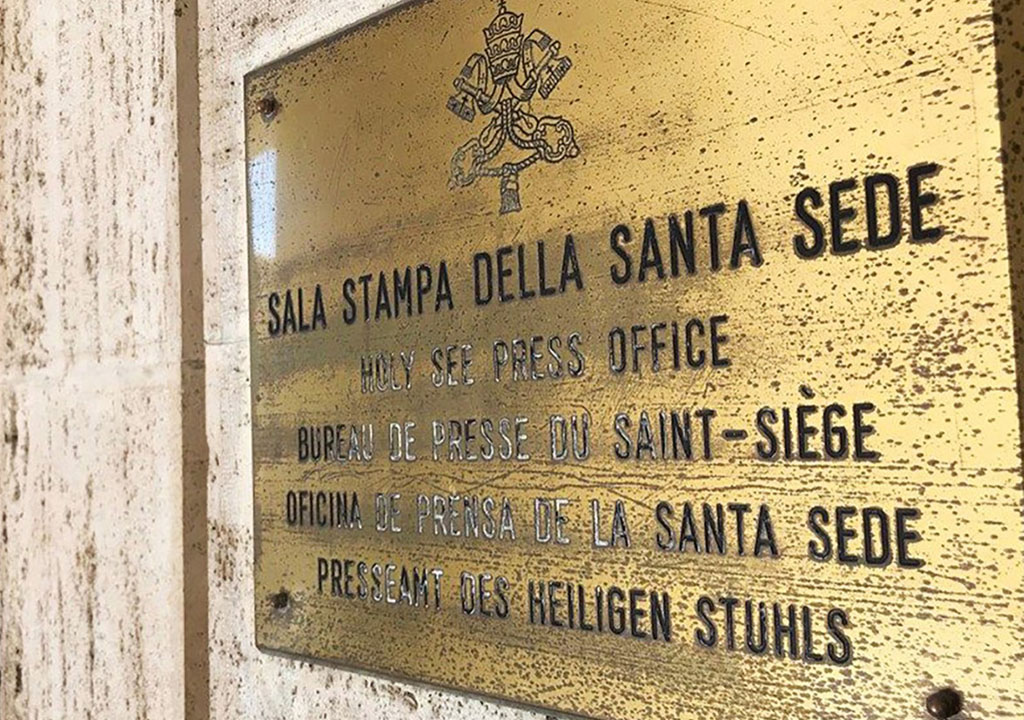 SALA STAMPA DELLA SANTA SEDE
HOLY SEE PRESS OFFICE
BUREAU DE PRESSE DU SAINT-SIÈGE
OFICINA DE PRENSA DE LA SANTA SEDE
PRESSEAMT DES HEILIGEN STUHLS